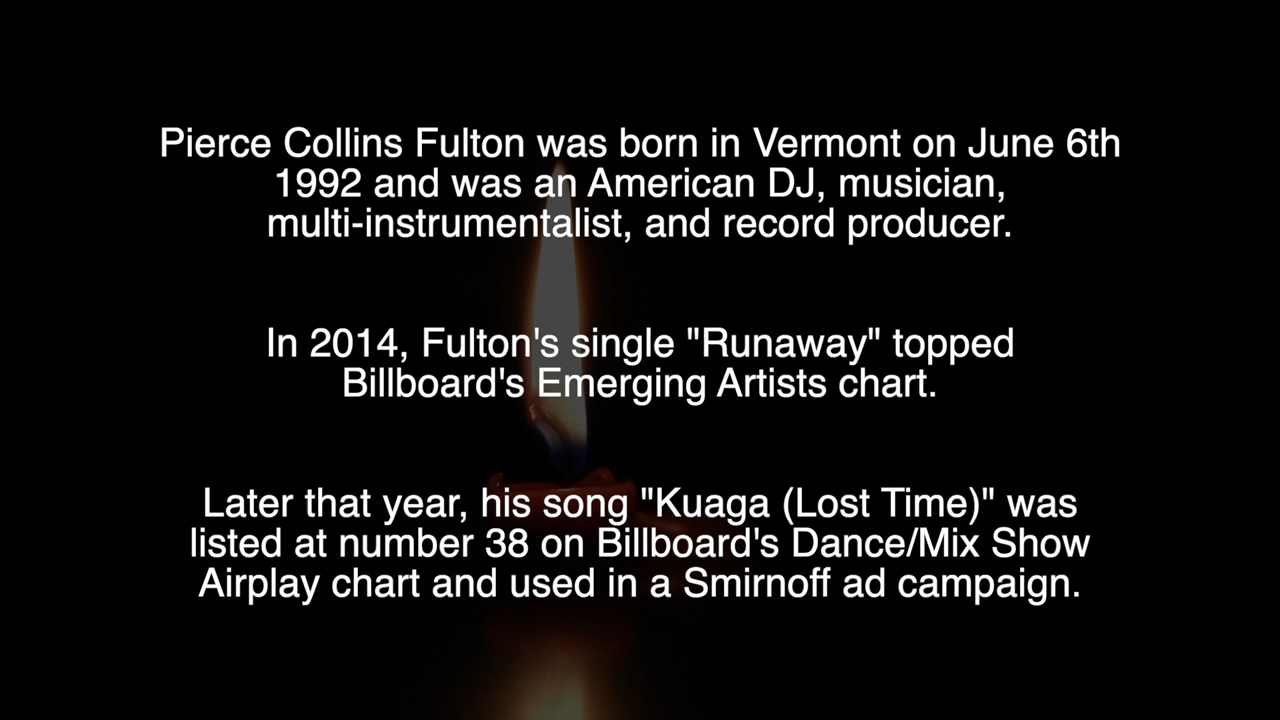 Pierce Collins Fulton was born in Vermont on June 6th
1992 and was an American DJ, musician,
multi-instrumentalist, and record producer.
In 2014, Fulton's single "Runaway" topped
Billboard's Emerging Artists chart.
Later that year, his song "Kuaga (Lost Time)" was
listed at number 38 on Billboard's Dance/Mix Show
Airplay chart and used in a Smirnoff ad campaign.